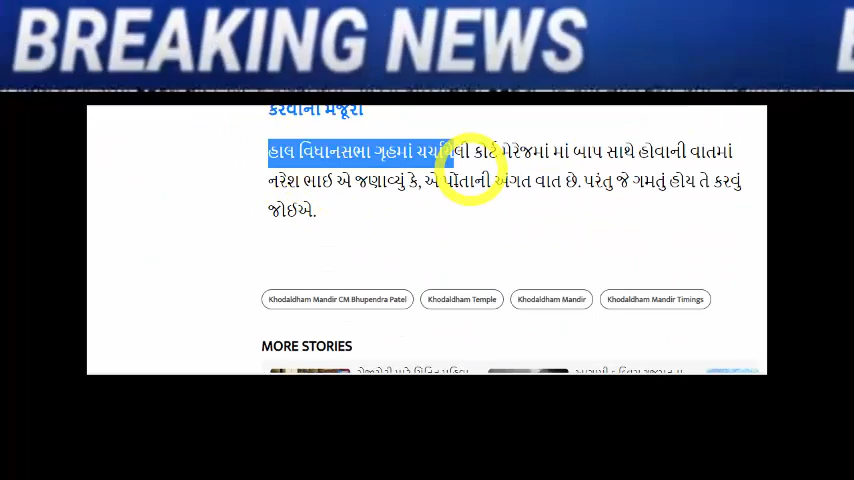 BREAKING NEWS
કરવાની મંજૂરી
હાલ વિધાનસભા ગૃહમાં ચર્ચાયેલી કોર્ટ મેરેજમાં માં બાપ સાથે હોવાની વાતમાં
નરેશ ભાઈ એ જણાવ્યું કે, એ પોતાની અંગત વાત છે. પરંતુ જે ગમતું હોય તે કરવું
જોઈએ.
Khodaldham Mandir CM Bhupendra Patel Khodaldham Temple Khodaldham Mandir Khodaldham Mandir Timings
MORE STORIES